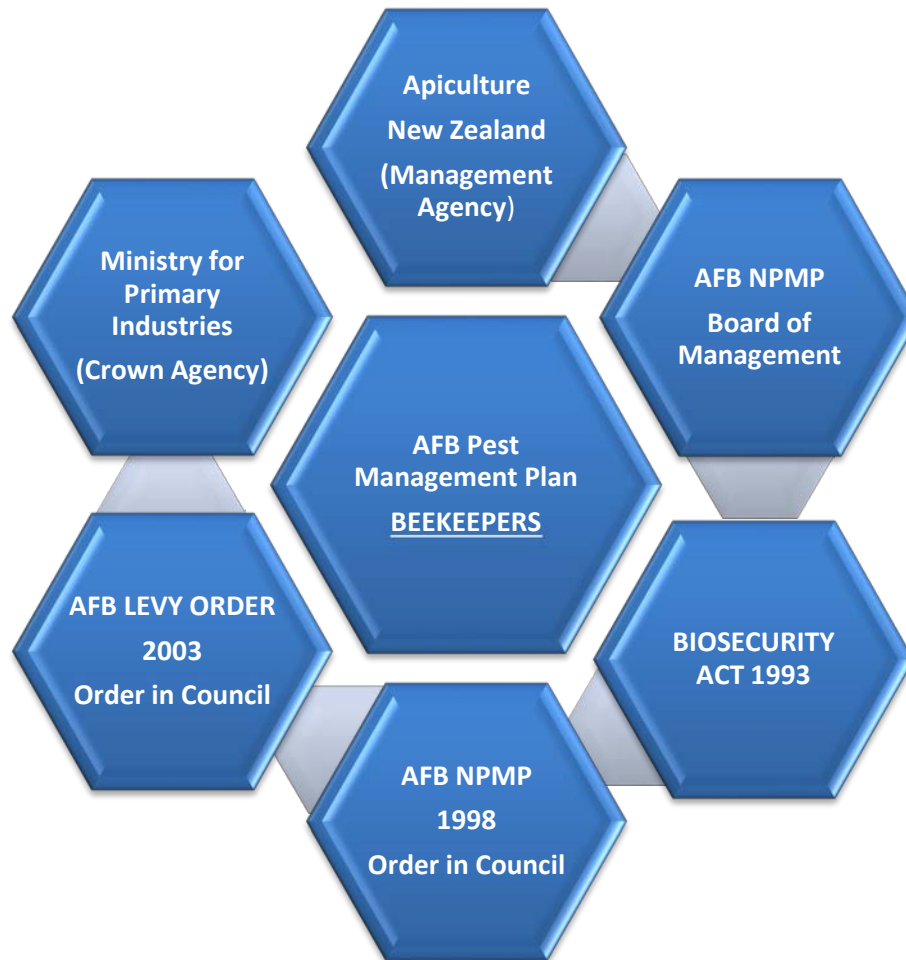 Apiculture
New Zealand
(Management
Agency)
Ministry for
Primary
Industries
(Crown Agency)
AFB NPMP
Board of
Management
AFB Pest
Management Plan
BEEKEEPERS
AFB LEVY ORDER
2003
Order in Council
BIOSECURITY
ACT 1993
AFB NPMP
1998
Order in Council